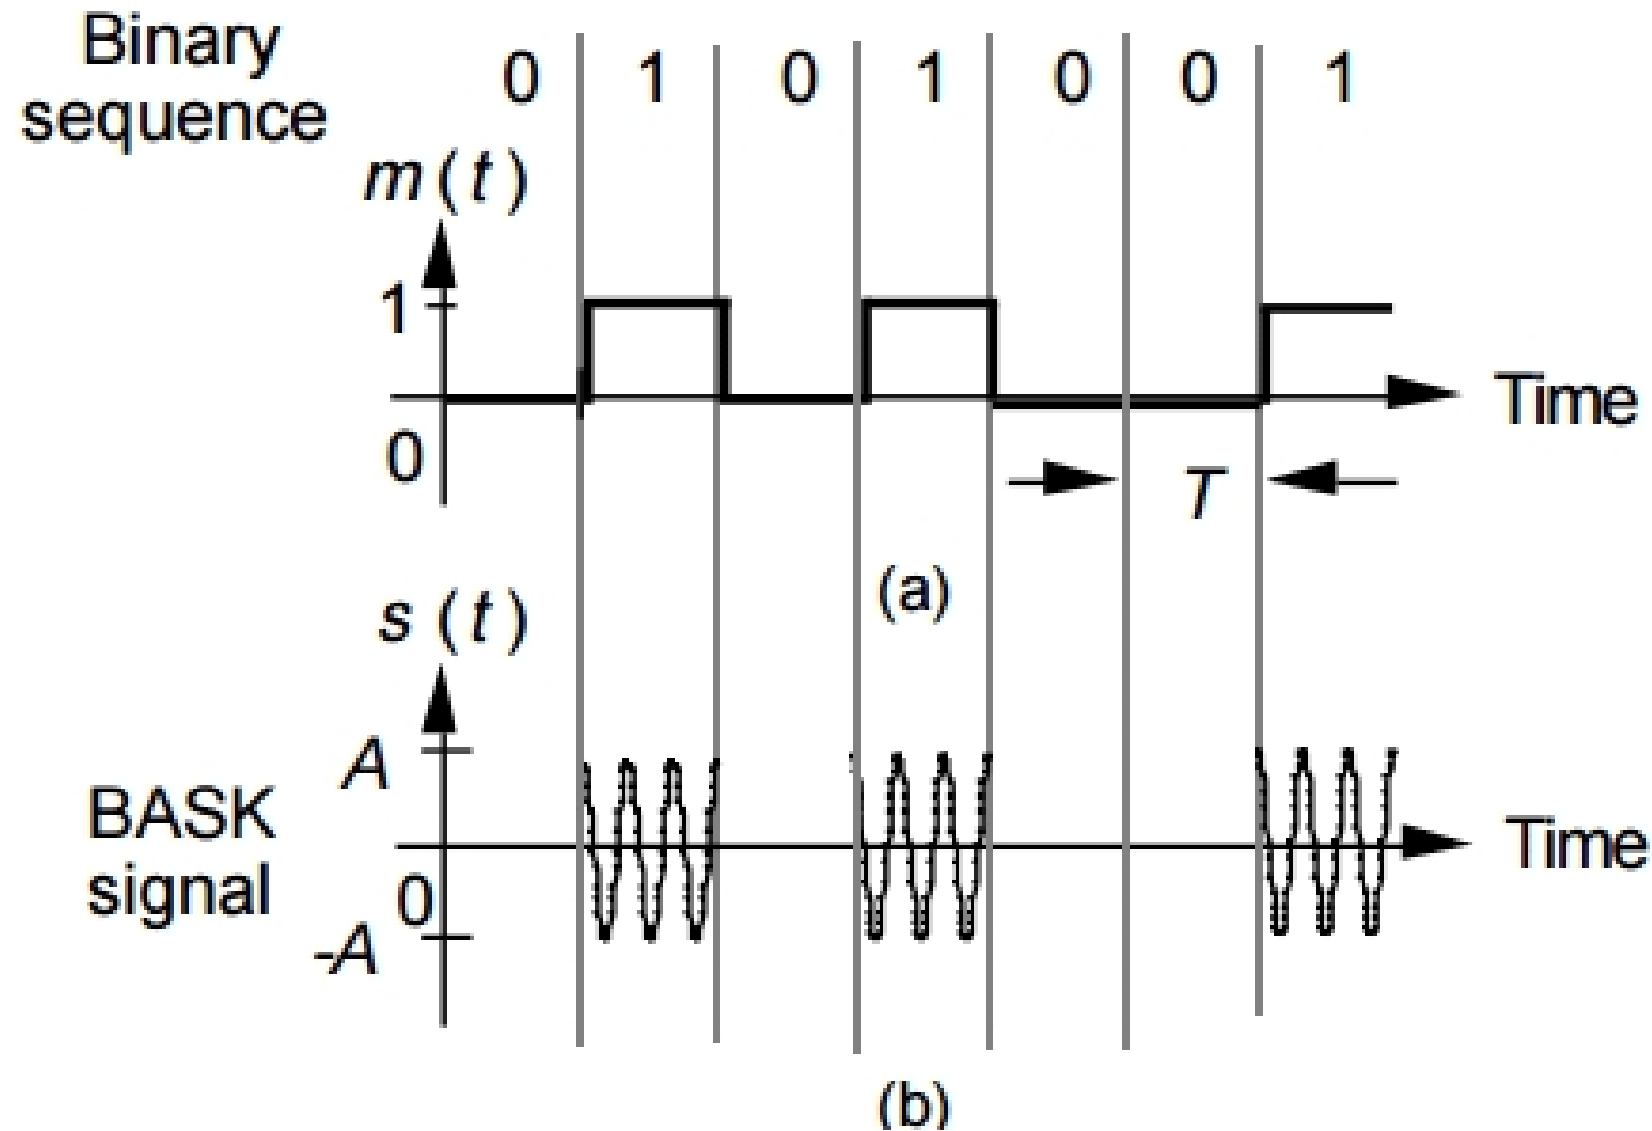 Binary
sequence
0 1 0 1 0 0 1
m(t)
1
0
Time
T
(a)
s(t)
A
BASK
signal
0
-A
Time
(b)